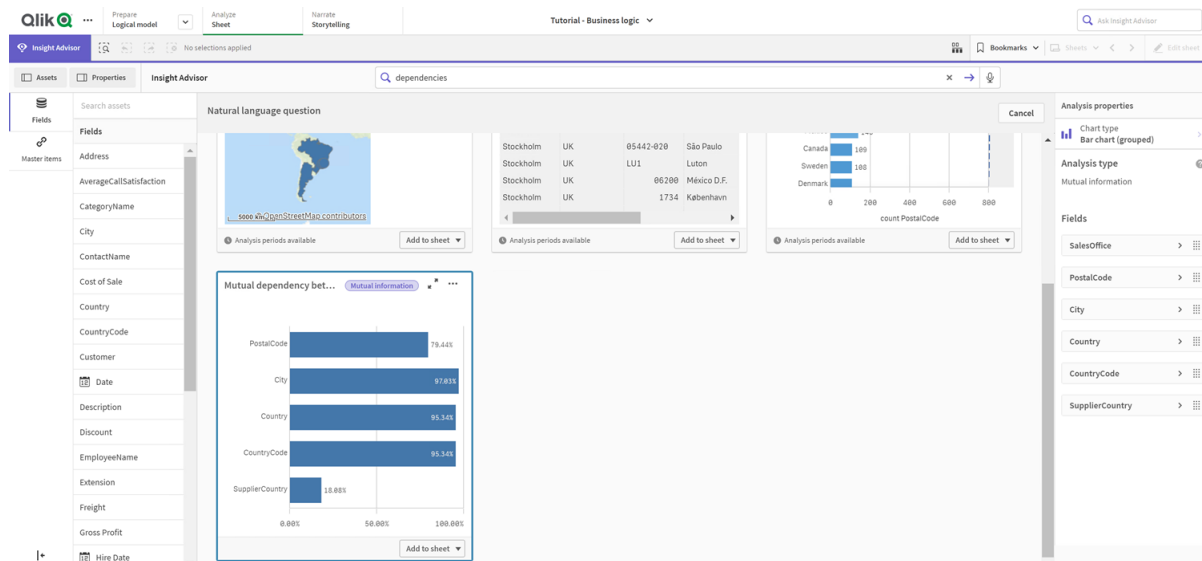 Qlik
Prepare
Logical model
Analyze
Sheet
Narrate
Storytelling
Tutorial - Business logic
Ask Insight Advisor
Insight Advisor
No selections applied
Bookmarks
Sheets
Edit sheet
Assets
Properties
Insight Advisor
dependencies
Fields
Master items
Search assets
Fields
Address
AverageCallSatisfaction
CategoryName
City
ContactName
Cost of Sale
Country
CountryCode
Customer
Date
Description
Discount
EmployeeName
Extension
Freight
Gross Profit
Hire Date
Natural language question
Cancel
5000 km
OpenStreetMap contributors
Analysis periods available
Add to sheet
Stockholm UK 05442-020 São Paulo
Stockholm UK LU1 Luton
Stockholm UK 06200 México D.F.
Stockholm UK 1734 København
Analysis periods available
Add to sheet
Canada 109
Sweden 108
Denmark
0 200 400 600 800
count PostalCode
Analysis periods available
Add to sheet
Mutual dependency bet...
Mutual information
PostalCode 79.44%
City 97.03%
Country 95.34%
CountryCode 95.34%
SupplierCountry 18.08%
0.00% 50.00% 100.00%
Add to sheet
Analysis properties
Chart type
Bar chart (grouped)
Analysis type
Mutual information
Fields
SalesOffice
PostalCode
City
Country
CountryCode
SupplierCountry